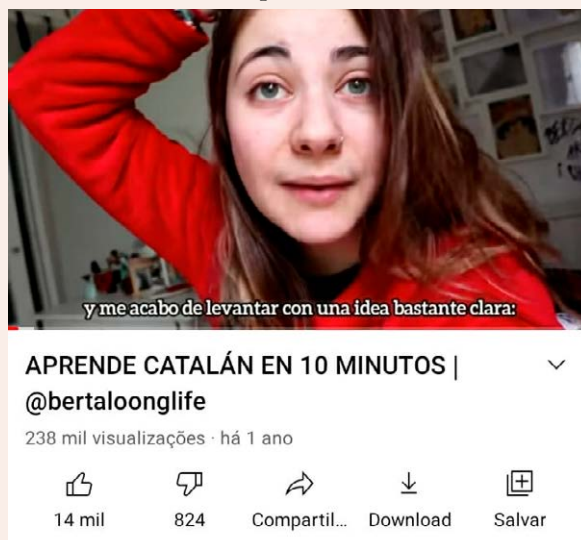 y me acabo de levantar con una idea bastante clara:
APRENDE CATALÁN EN 10 MINUTOS |
@bertaloonglife
238 mil visualizações · há 1 ano
14 mil 824 Compartil... Download Salvar